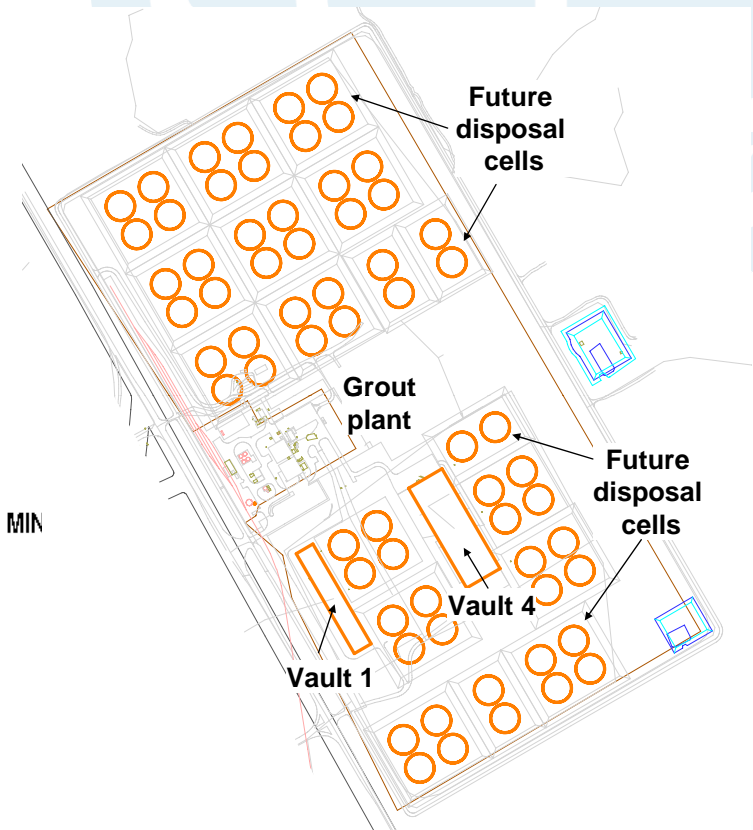 Future
disposal
cells
Grout
plant
Future
disposal
cells
MIN
Vault 4
Vault 1